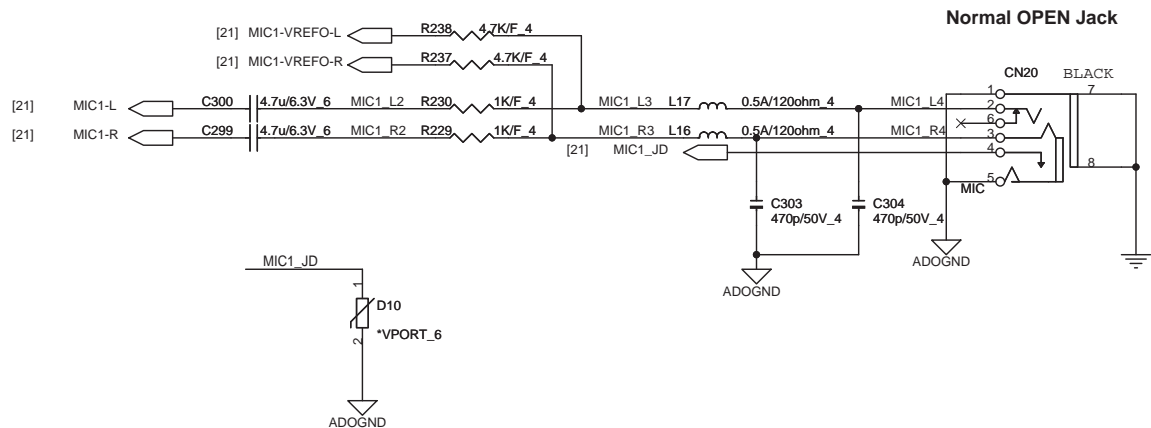 Normal OPEN Jack
[21] MIC1-VREFO-L R238 4.7K/F_4
[21] MIC1-VREFO-R R237 4.7K/F_4
CN20 BLACK
[21] MIC1-L C300 4.7u/6.3V_6 MIC1_L2 R230 1K/F_4 MIC1_L3 L17 0.5A/120ohm_4 MIC1_L4 1 2 7
[21] MIC1-R C299 4.7u/6.3V_6 MIC1_R2 R229 1K/F_4 MIC1_R3 L16 0.5A/120ohm_4 MIC1_R4 6 3
[21] MIC1_JD 4 8
5
MIC
C303
470p/50V_4
C304
470p/50V_4
ADOGND
ADOGND
MIC1_JD
1
D10
*VPORT_6
2
ADOGND